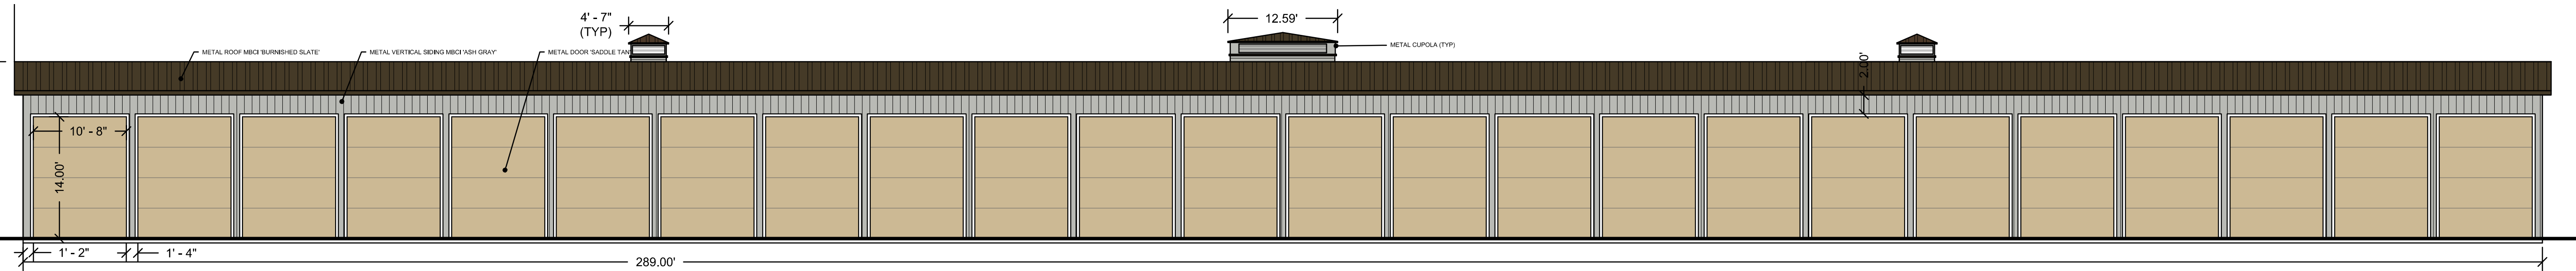 4' - 7"
(TYP)
12.59'
METAL ROOF MBCI 'BURNISHED SLATE'
METAL VERTICAL SIDING MBCI 'ASH GRAY'
METAL DOOR 'SADDLE TAN'
METAL CUPOLA (TYP)
2.00'
10' - 8"
14.00'
1' - 2"
1' - 4"
289.00'